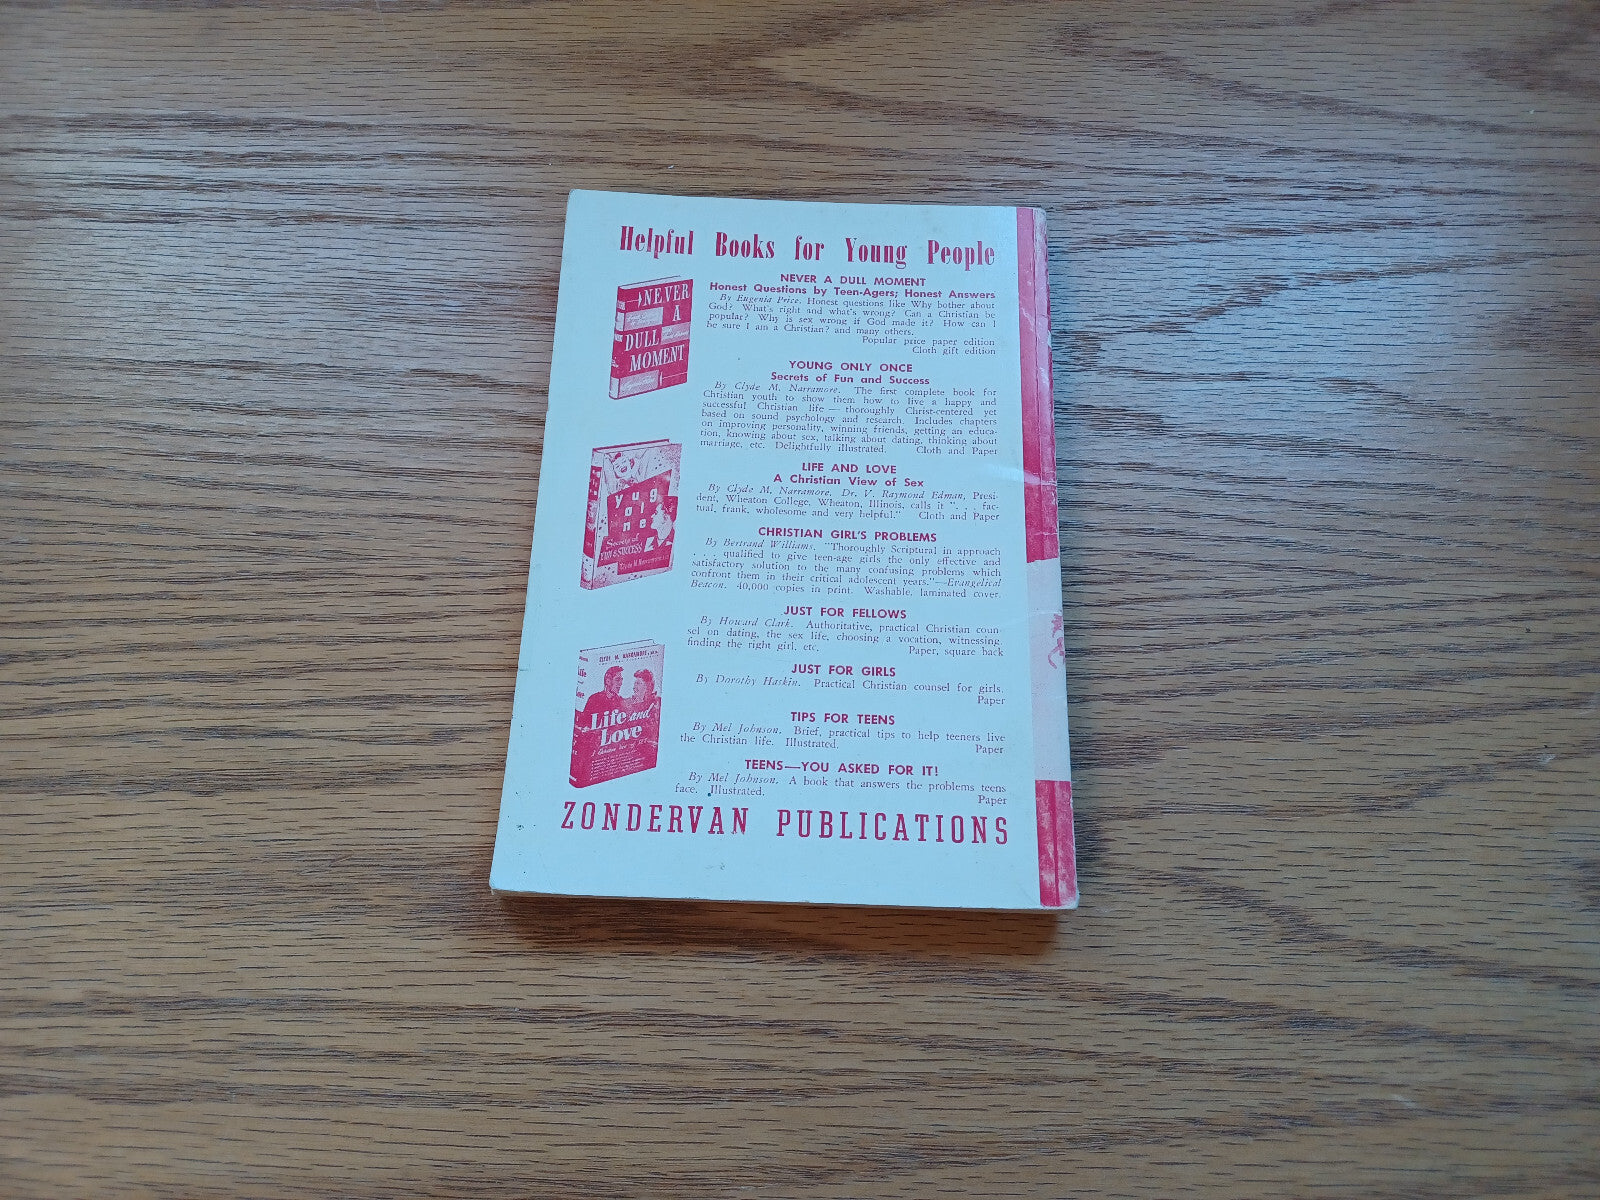 Helpful Books for Young People
NEVER A DULL MOMENT
Honest Questions by Teen-Agers; Honest Answers
By Eugenia Price. Honest questions like Why bother about
God? What's right and what's wrong? Can a Christian be
popular? Why is sex wrong if God made it? How can I
be sure I am a Christian? and many others.
Popular price paper edition
Cloth gift edition
NEVER
A
DULL
MOMENT
YOUNG ONLY ONCE
Secrets of Fun and Success
By Clyde M. Narramore. The first complete book for
Christian youth to show them how to live a happy and
successful Christian life — thoroughly Christ-centered yet
based on sound psychology and research. Includes chapters
on improving personality, winning friends, getting an educa-
tion, knowing about sex, talking about dating, thinking about
marriage, etc. Delightfully illustrated. Cloth and Paper
LIFE AND LOVE
A Christian View of Sex
By Clyde M. Narramore. Dr. V. Raymond Edman, Presi-
dent, Wheaton College, Wheaton, Illinois, calls it ". . . fac-
tual, frank, wholesome and very helpful." Cloth and Paper
Secrets of
FUN & SUCCESS
Clyde M. Narramore
CHRISTIAN GIRL'S PROBLEMS
By Bertrand Williams. "Thoroughly Scriptural in approach
. . . qualified to give teen-age girls the only effective and
satisfactory solution to the many confusing problems which
confront them in their critical adolescent years."—Evangelical
Beacon. 40,000 copies in print. Washable, laminated cover.
JUST FOR FELLOWS
By Howard Clark. Authoritative, practical Christian coun-
sel on dating, the sex life, choosing a vocation, witnessing,
finding the right girl, etc. Paper, square back
JUST FOR GIRLS
By Dorothy Haskin. Practical Christian counsel for girls.
Paper
CLYDE M. NARRAMORE
Life and
Love
TIPS FOR TEENS
By Mel Johnson. Brief, practical tips to help teeners live
the Christian life. Illustrated. Paper
TEENS—YOU ASKED FOR IT!
By Mel Johnson. A book that answers the problems teens
face. Illustrated. Paper
ZONDERVAN PUBLICATIONS